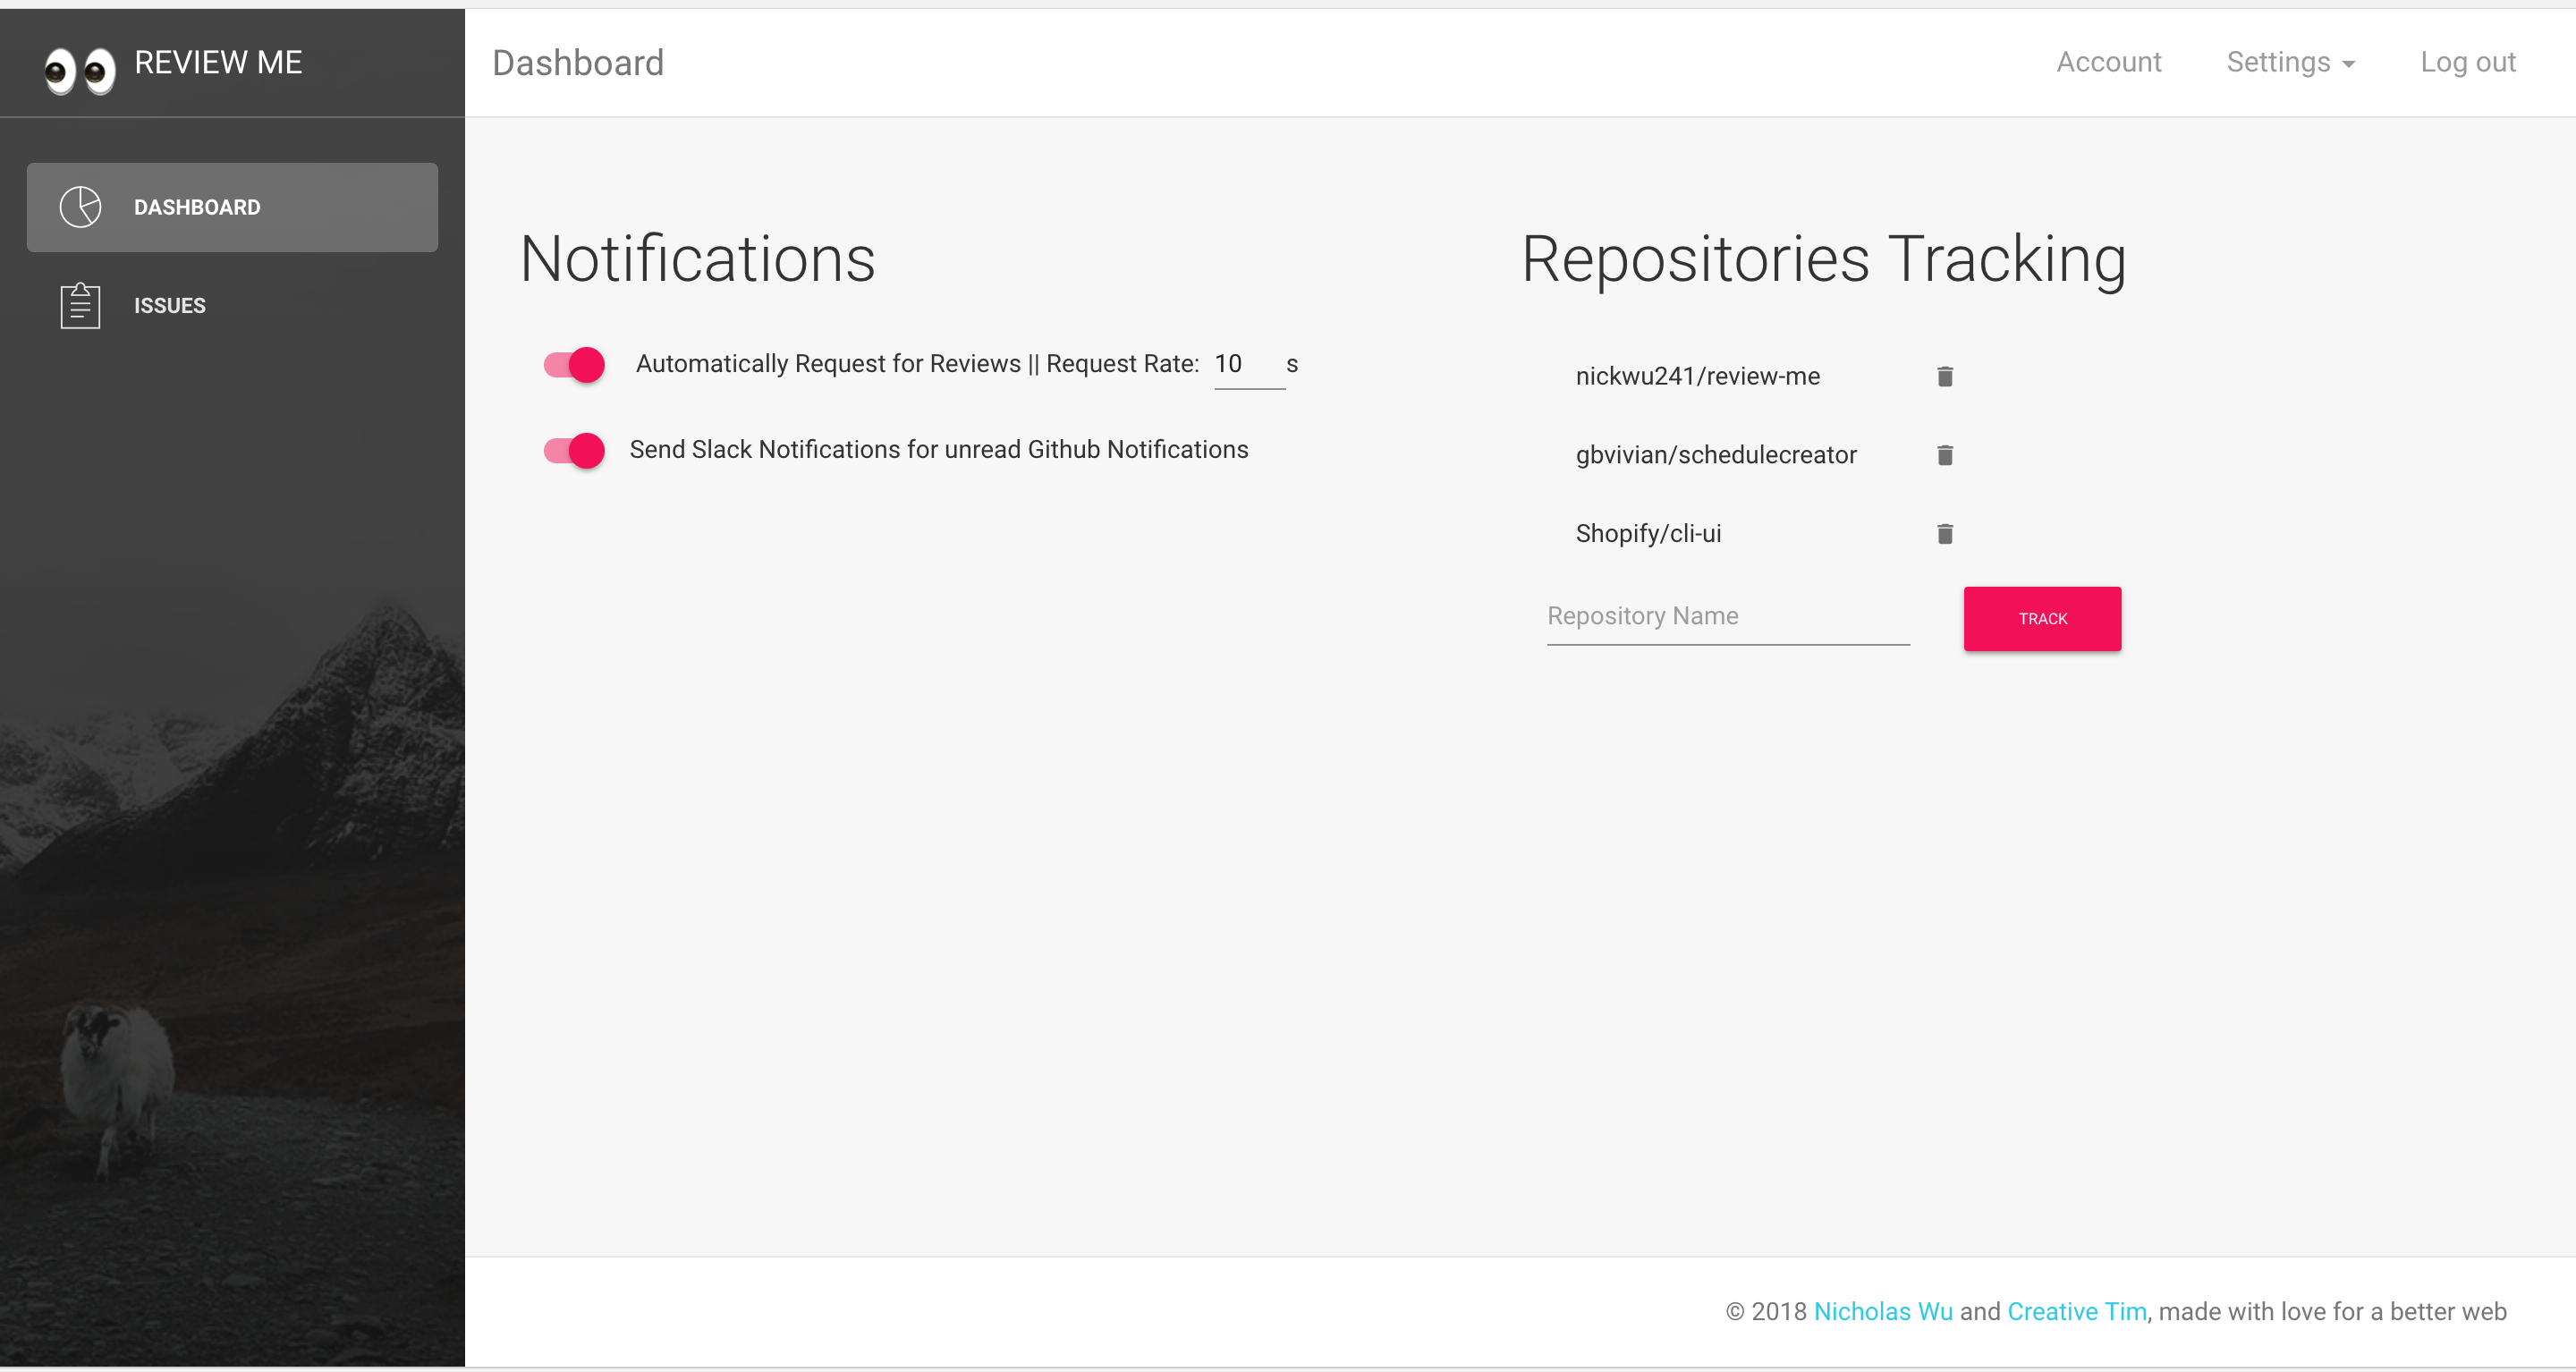 REVIEW ME
Dashboard
Account
Settings
Log out
DASHBOARD
ISSUES
Notifications
Automatically Request for Reviews || Request Rate: 10 s
Send Slack Notifications for unread Github Notifications
Repositories Tracking
nickwu241/review-me
gbvivian/schedulecreator
Shopify/cli-ui
Repository Name
TRACK
© 2018 Nicholas Wu and Creative Tim, made with love for a better web